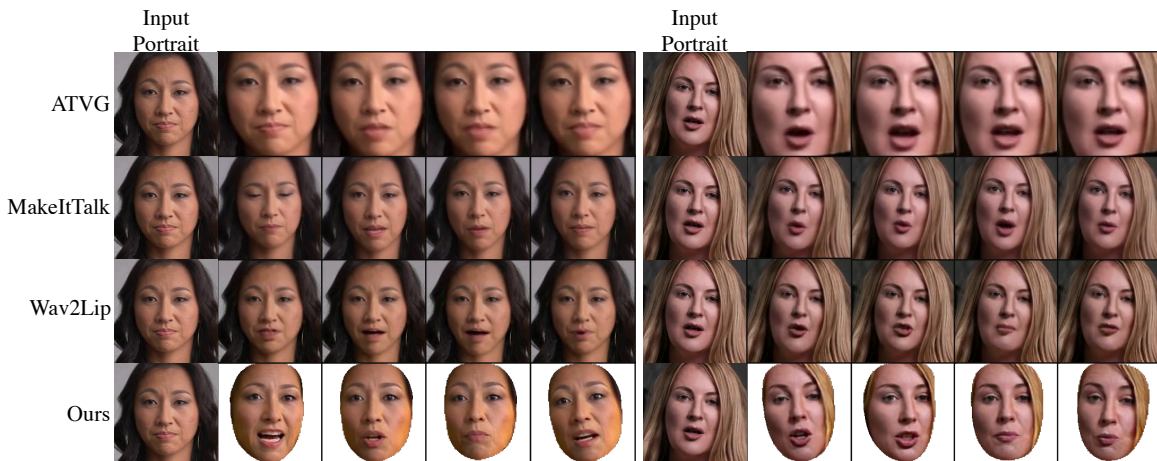 Input
Portrait
Input
Portrait
ATVG
MakeItTalk
Wav2Lip
Ours